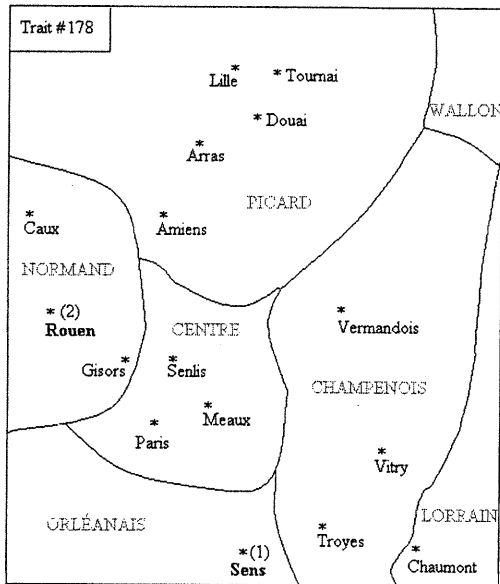 Trait #178
* Lille
* Tournai
* Douai
WALLON
* Arras
PICARD
* Caux
* Amiens
NORMAND
* (2)
Rouen
CENTRE
* Vermandois
Gisors *
* Senlis
CHAMPENOIS
* Meaux
* Paris
* Vitry
ORLÉANAIS
LORRAIN
* Troyes
* (1)
Sens
* Chaumont